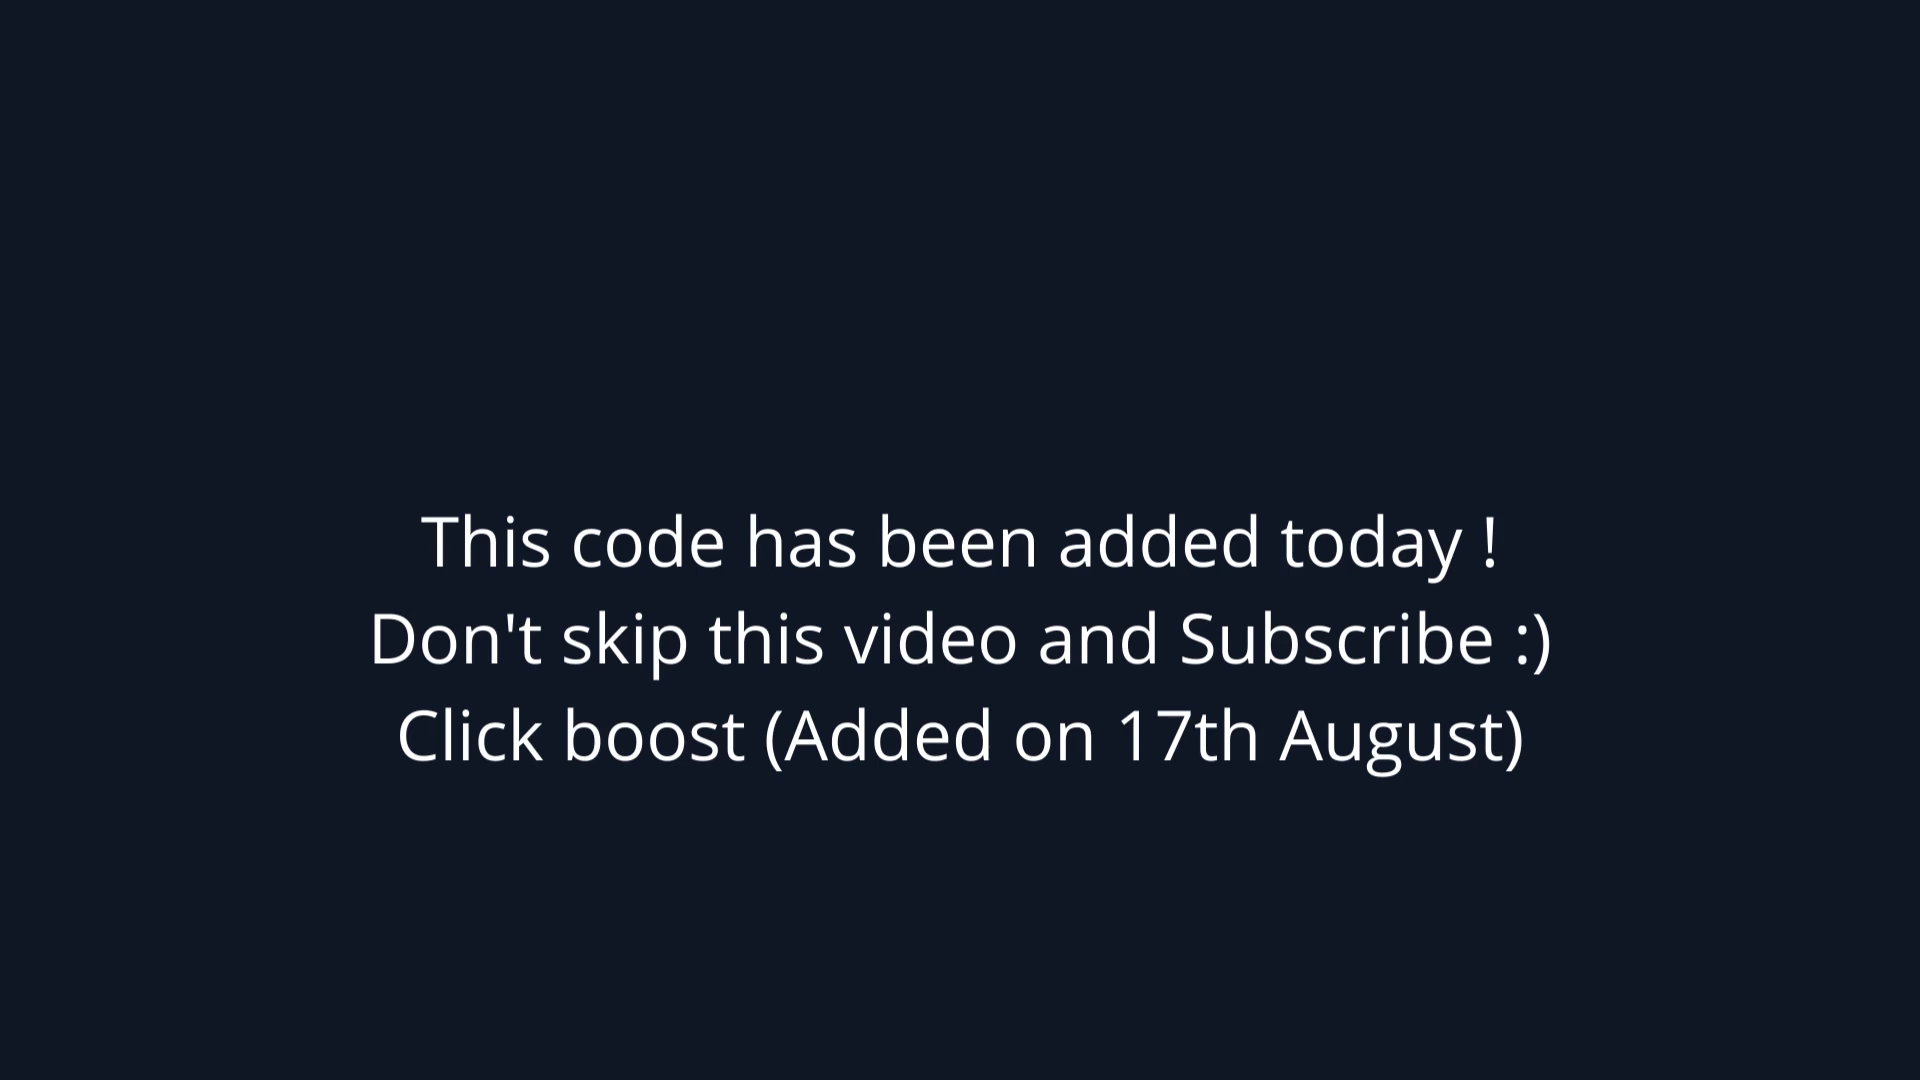 This code has been added today !
Don't skip this video and Subscribe :)
Click boost (Added on 17th August)